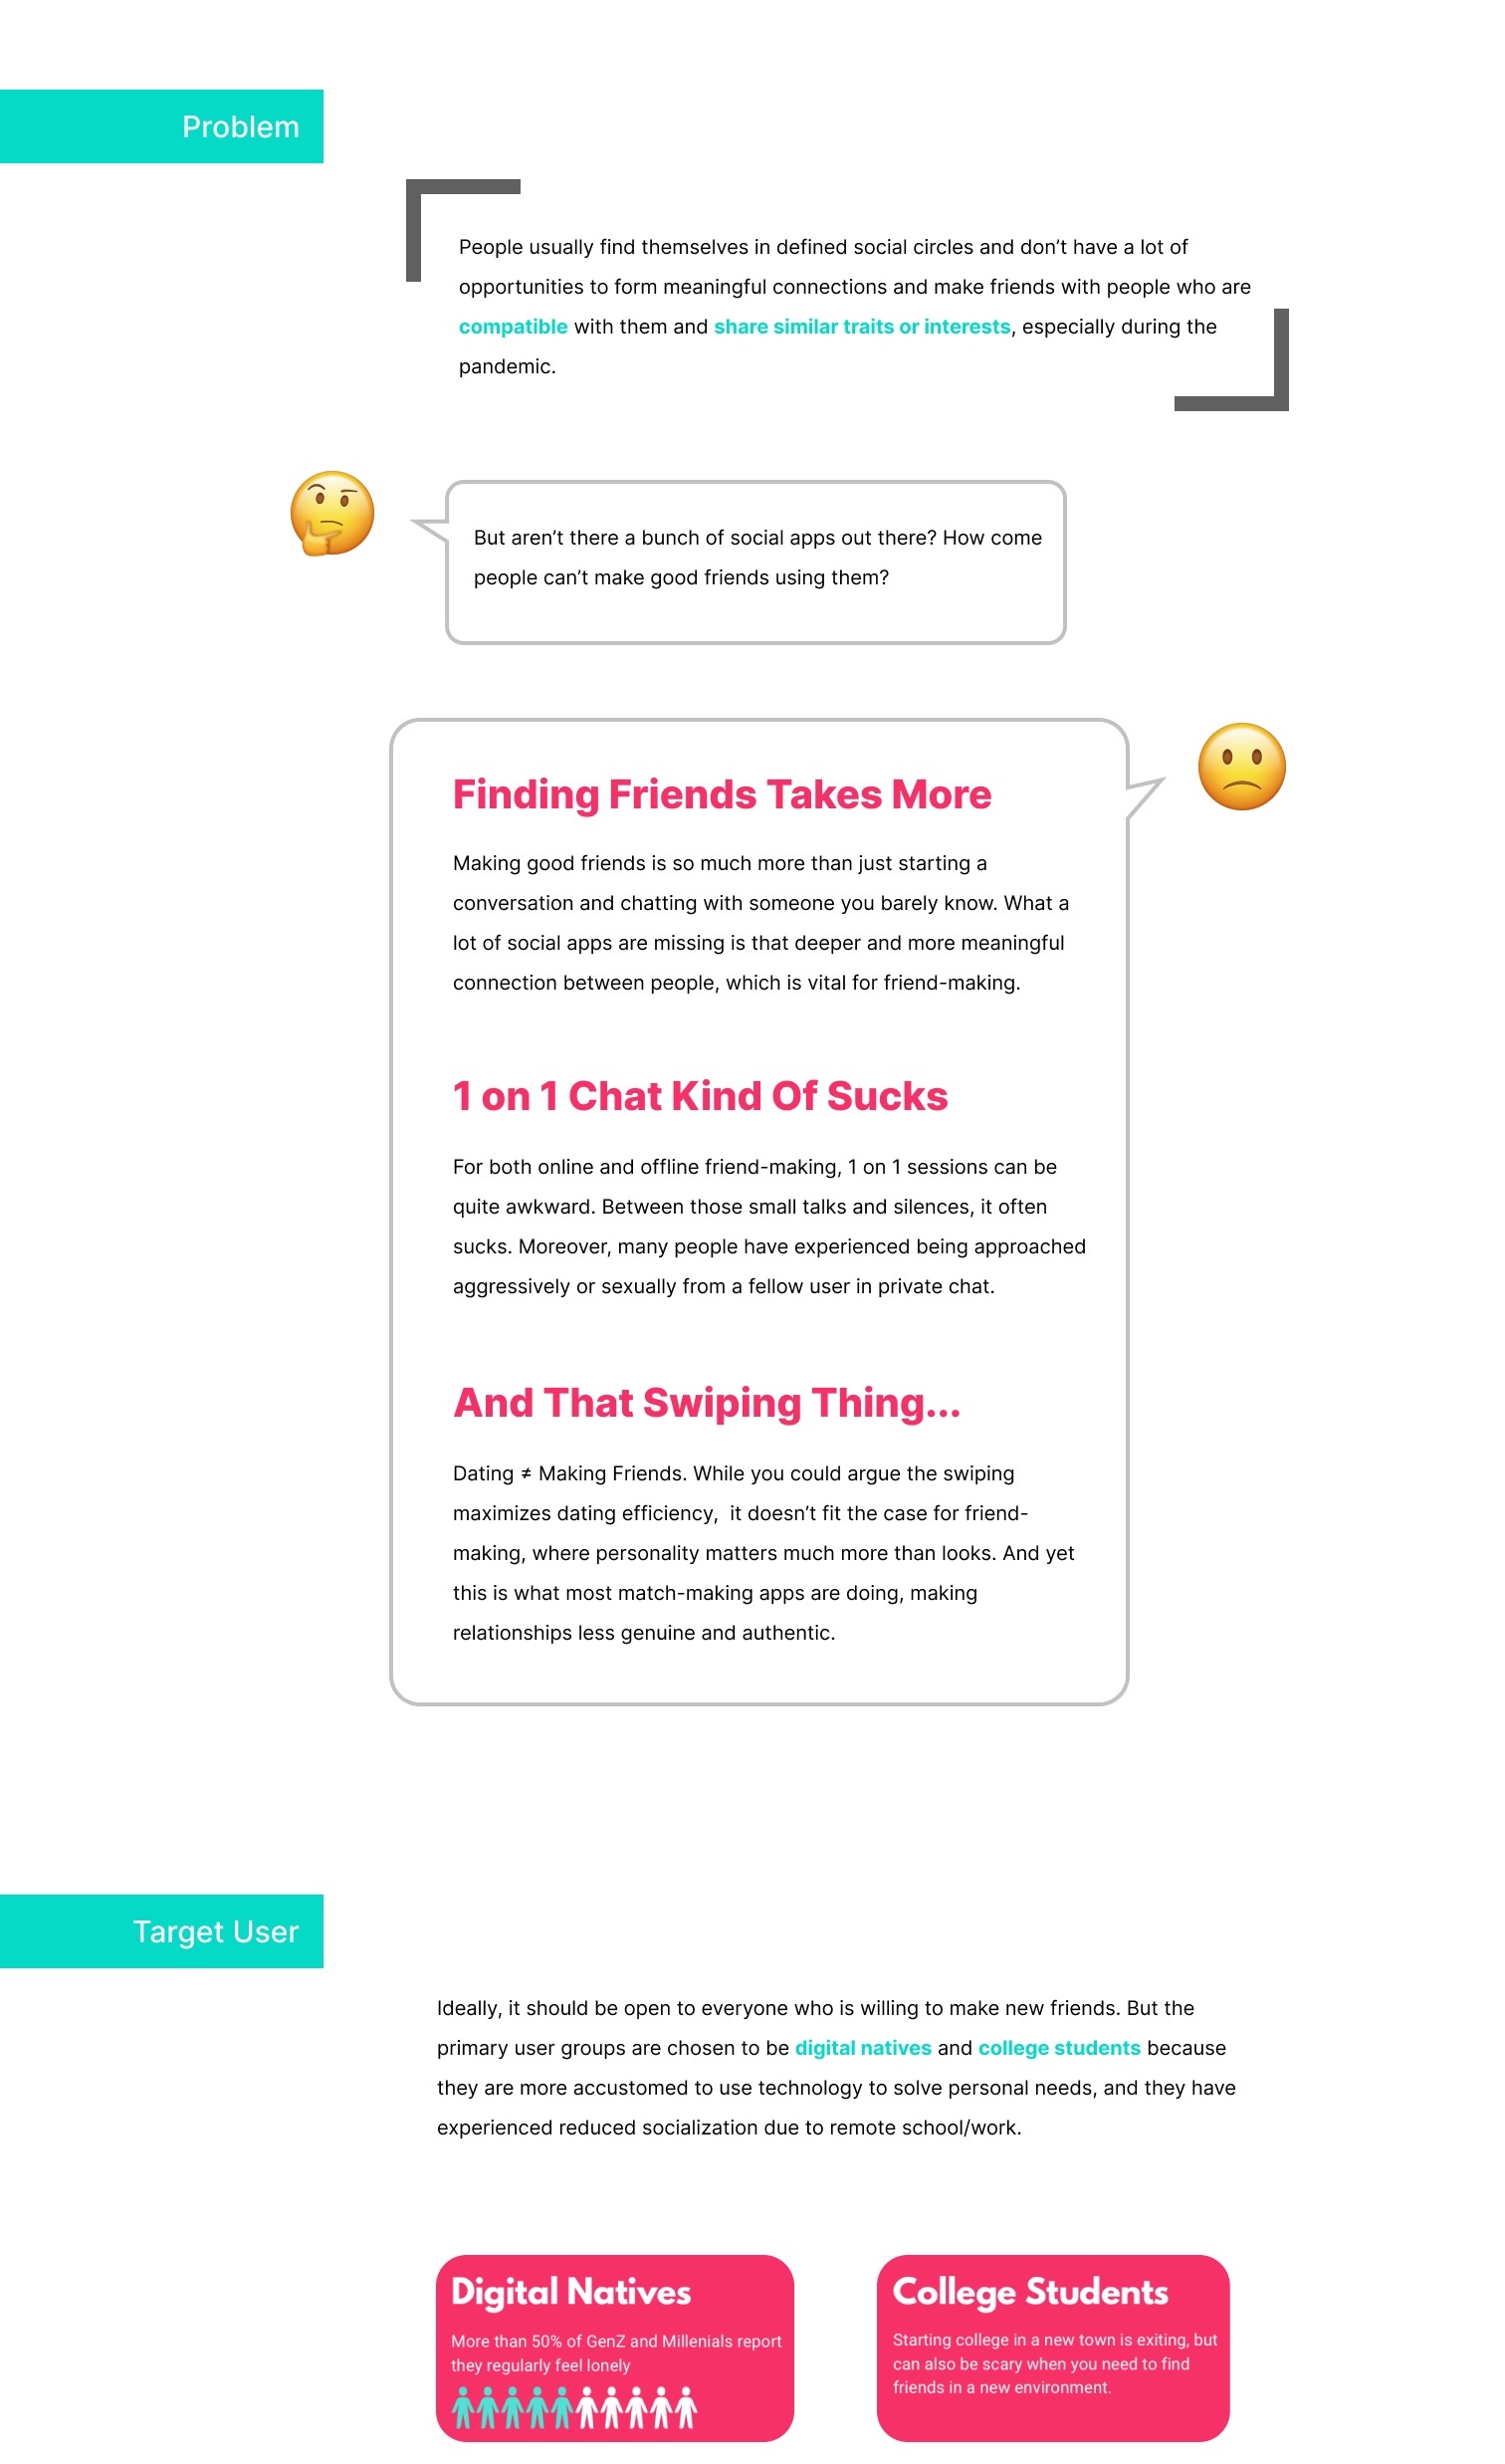 Problem
People usually find themselves in defined social circles and don’t have a lot of
opportunities to form meaningful connections and make friends with people who are
compatible with them and share similar traits or interests, especially during the
pandemic.
But aren’t there a bunch of social apps out there? How come
people can’t make good friends using them?
Finding Friends Takes More
Making good friends is so much more than just starting a
conversation and chatting with someone you barely know. What a
lot of social apps are missing is that deeper and more meaningful
connection between people, which is vital for friend-making.
1 on 1 Chat Kind Of Sucks
For both online and offline friend-making, 1 on 1 sessions can be
quite awkward. Between those small talks and silences, it often
sucks. Moreover, many people have experienced being approached
aggressively or sexually from a fellow user in private chat.
And That Swiping Thing...
Dating ≠ Making Friends. While you could argue the swiping
maximizes dating efficiency,  it doesn’t fit the case for friend-
making, where personality matters much more than looks. And yet
this is what most match-making apps are doing, making
relationships less genuine and authentic.
Target User
Ideally, it should be open to everyone who is willing to make new friends. But the
primary user groups are chosen to be digital natives and college students because
they are more accustomed to use technology to solve personal needs, and they have
experienced reduced socialization due to remote school/work.
Digital Natives
More than 50% of GenZ and Millenials report
they regularly feel lonely
College Students
Starting college in a new town is exiting, but
can also be scary when you need to find
friends in a new environment.